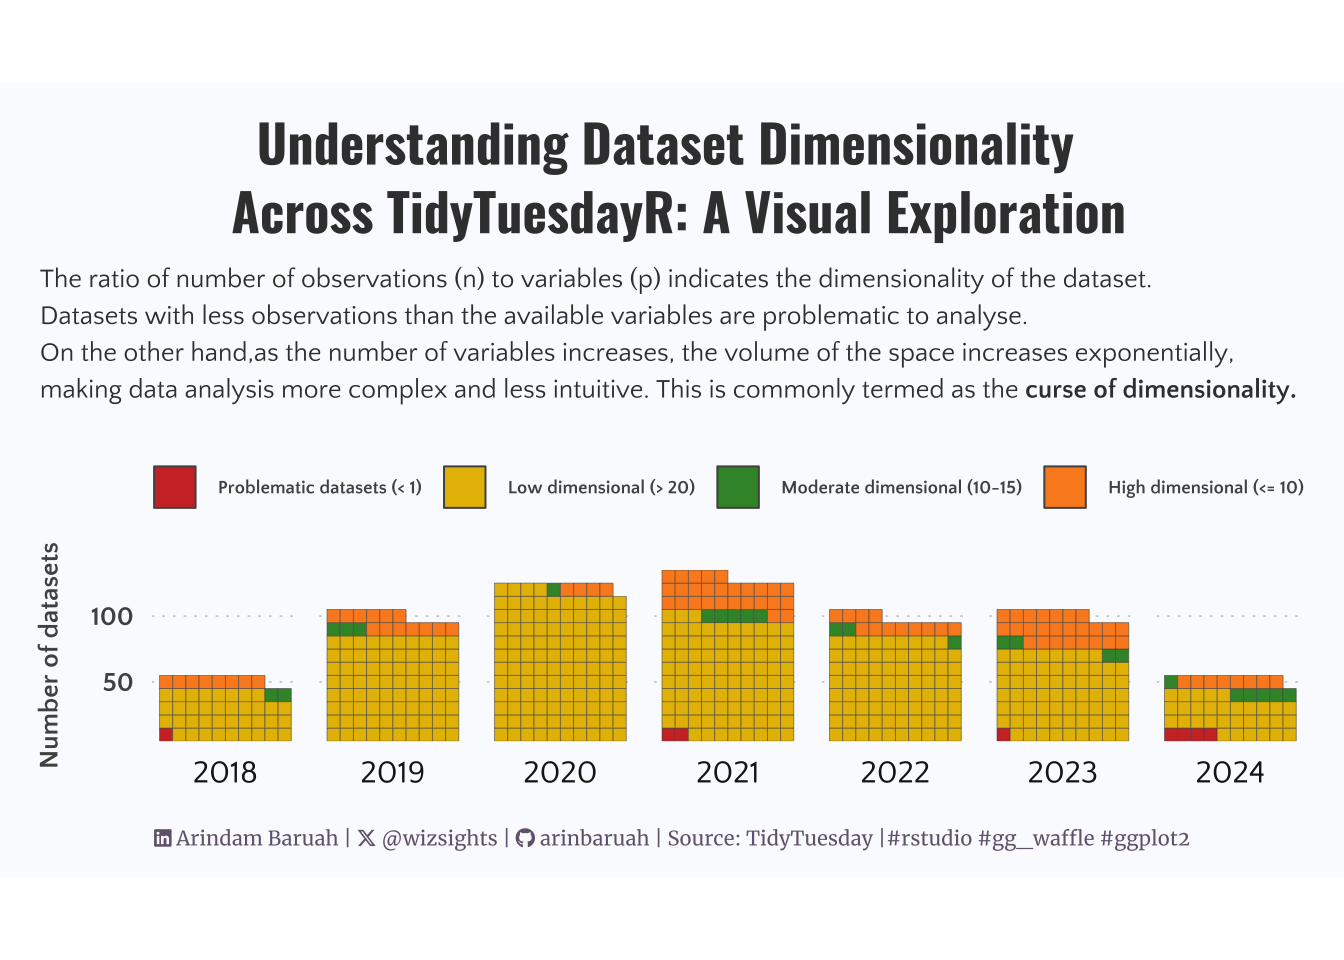 Understanding Dataset Dimensionality
Across TidyTuesdayR: A Visual Exploration
The ratio of number of observations (n) to variables (p) indicates the dimensionality of the dataset.
Datasets with less observations than the available variables are problematic to analyse.
On the other hand,as the number of variables increases, the volume of the space increases exponentially,
making data analysis more complex and less intuitive. This is commonly termed as the curse of dimensionality.
Problematic datasets (< 1) Low dimensional (> 20) Moderate dimensional (10-15) High dimensional (<= 10)
Number of datasets
100
50
2018 2019 2020 2021 2022 2023 2024
Arindam Baruah | @wizsights | arinbaruah | Source: TidyTuesday |#rstudio #gg_waffle #ggplot2